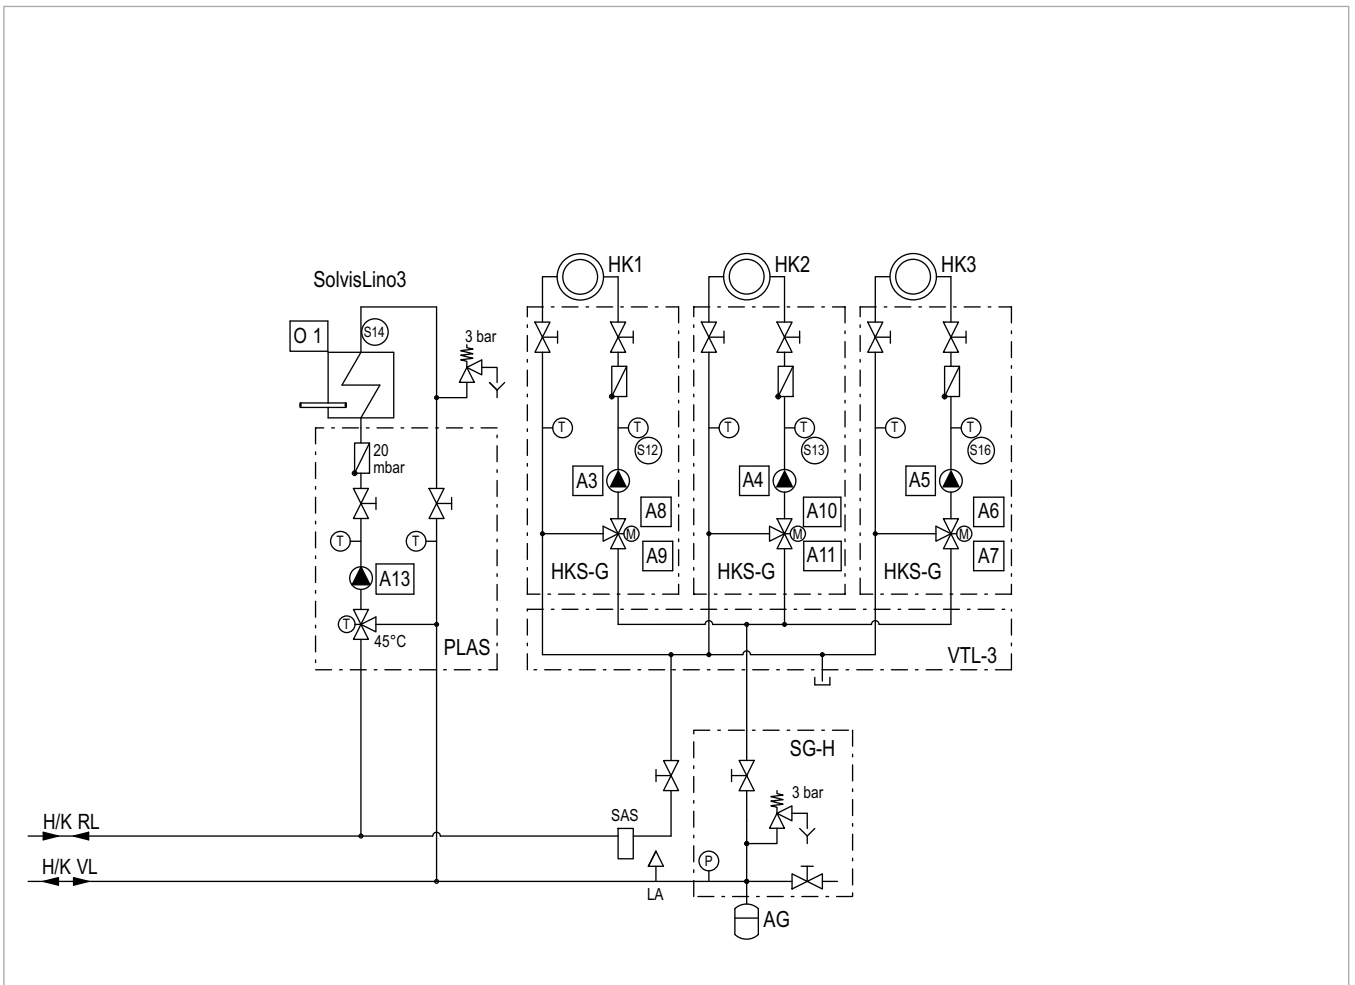 HK1
HK2
HK3
SolvisLino3
O 1
S14
3 bar
T
T
T
T
T
T
S12
S13
S16
20
mbar
A3
A4
A5
A8
A10
A6
M
M
M
T
T
A9
A11
A7
HKS-G
HKS-G
HKS-G
A13
T
45°C
PLAS
VTL-3
SG-H
3 bar
SAS
H/K RL
P
H/K VL
LA
AG